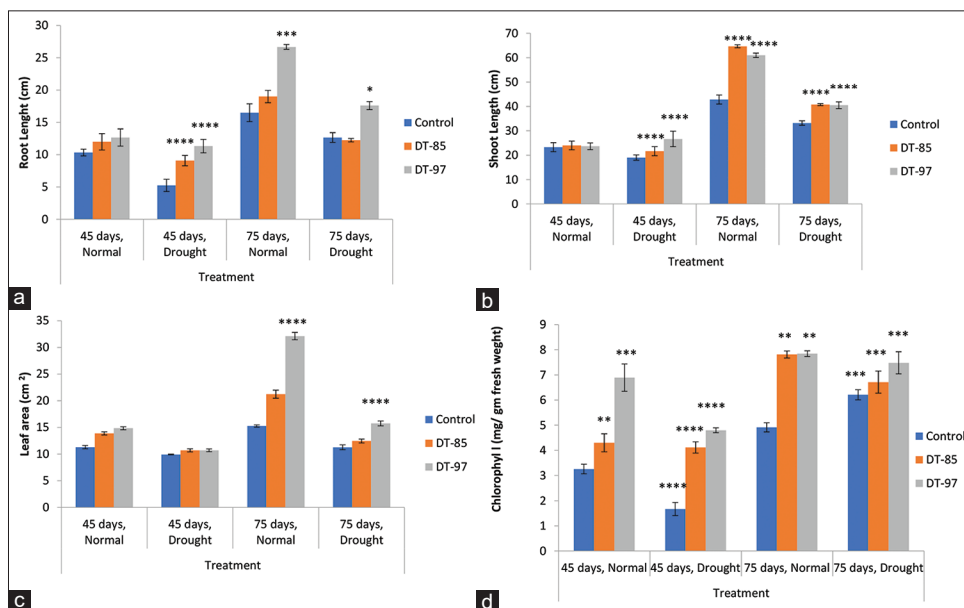 30
25
20
15
10
5
0
Root Lenght (cm)
***
*
****
****
Control
DT-85
DT-97
45 days, Normal
45 days, Drought
75 days, Normal
75 days, Drought
Treatment
a
70
60
50
40
30
20
10
0
Shoot Length (cm)
****
****
****
****
****
****
Control
DT-85
DT-97
45 days, Normal
45 days, Drought
75 days, Normal
75 days, Drought
Treatment
b
35
30
25
20
15
10
5
0
Leaf area (cm ²)
****
****
Control
DT-85
DT-97
45 days, Normal
45 days, Drought
75 days, Normal
75 days, Drought
Treatment
c
9
8
7
6
5
4
3
2
1
0
Chlorophyl l (mg/ gm fresh weght)
**
***
****
****
****
**
**
***
***
***
Control
DT-85
DT-97
45 days, Normal
45 days, Drought
75 days, Normal
75 days, Drought
Treatment
d